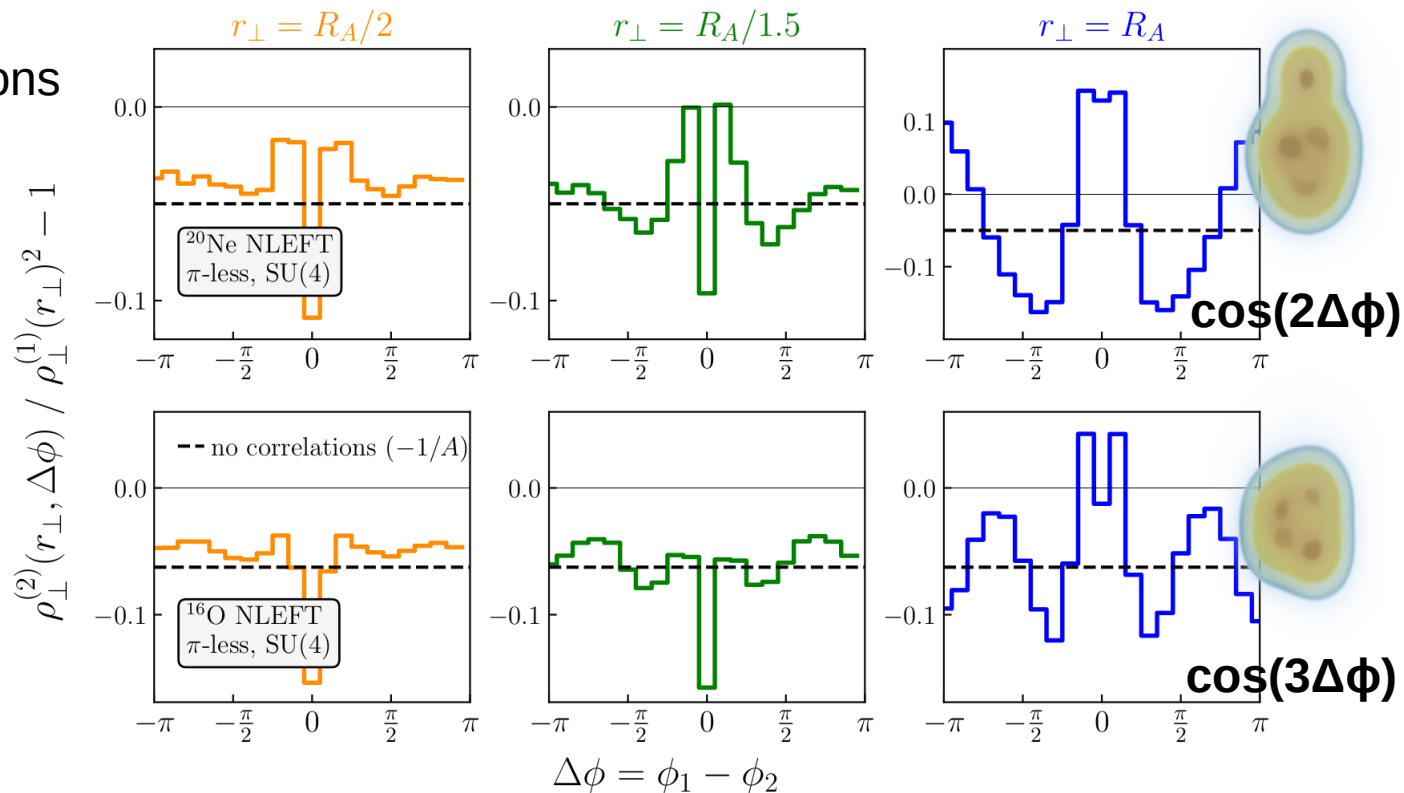 ons
r⊥ = R_A/2
r⊥ = R_A/1.5
r⊥ = R_A
ρ⊥^(2)(r⊥, Δϕ) / ρ⊥^(1)(r⊥)^2 − 1
0.0
−0.1
²⁰Ne NLEFT
π-less, SU(4)
−π
−π/2
0
π/2
π
0.0
−0.1
−π
−π/2
0
π/2
π
0.1
0.0
−0.1
−π
−π/2
0
π/2
π
cos(2Δϕ)
no correlations (−1/A)
0.0
−0.1
¹⁶O NLEFT
π-less, SU(4)
−π
−π/2
0
π/2
π
0.0
−0.1
−π
−π/2
0
π/2
π
0.0
−0.1
−π
−π/2
0
π/2
π
cos(3Δϕ)
Δϕ = ϕ₁ − ϕ₂